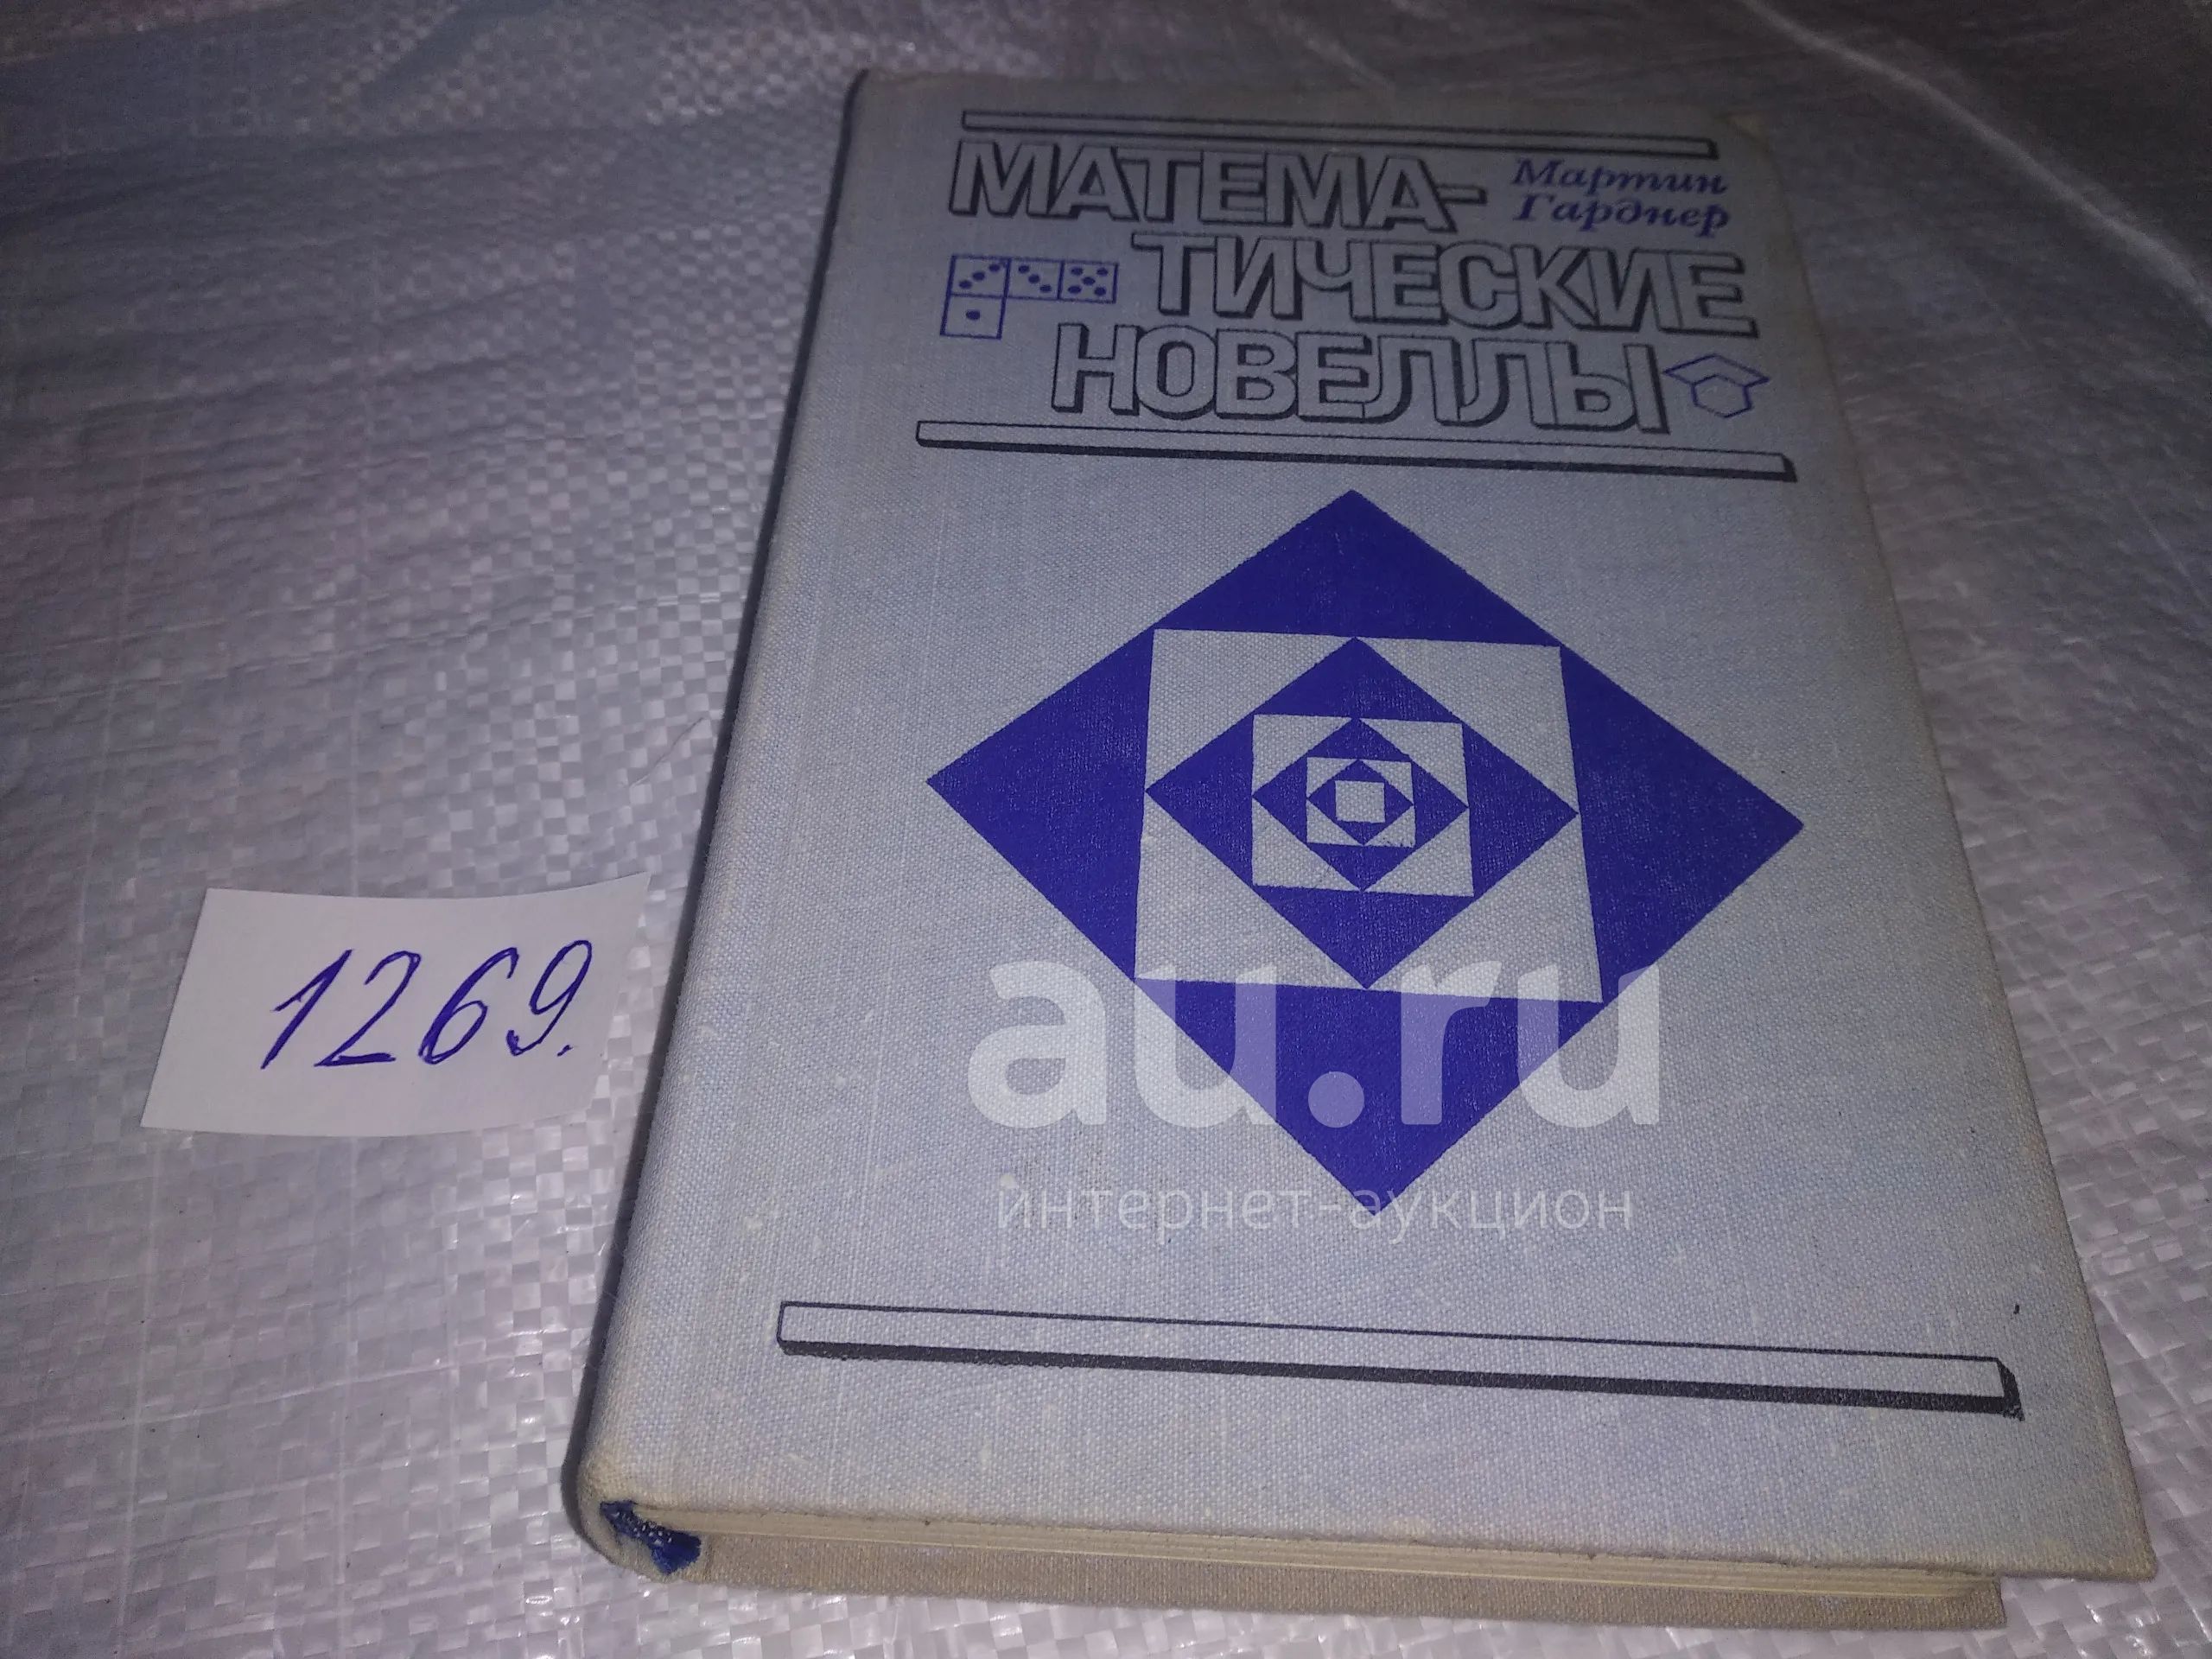 МАТЕМА-
Мартин
Гарднер
ТИЧЕСКИЕ
НОВЕЛЛЫ
1269.
au.ru
интернет-аукцион